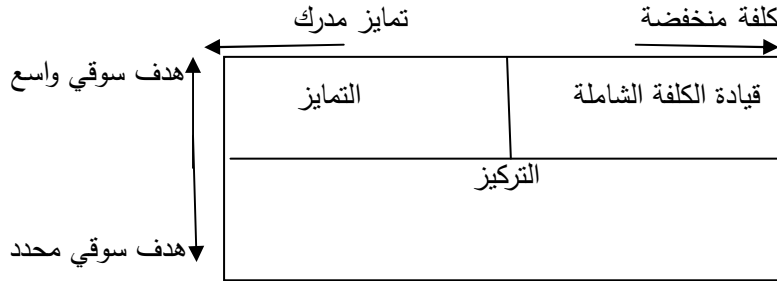 كلفة منخفضة
تمايز مدرك
هدف سوقي واسع
قيادة الكلفة الشاملة
التمايز
التركيز
هدف سوقي محدد